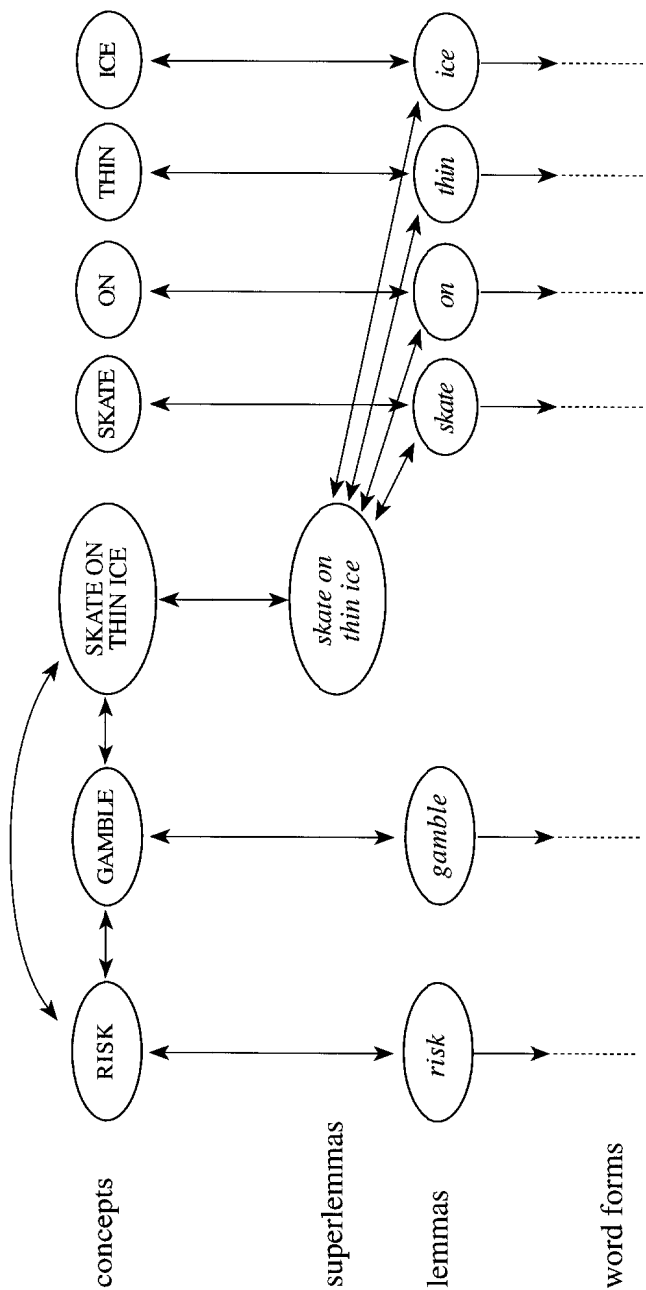 concepts
RISK
GAMBLE
SKATE ON
THIN ICE
SKATE
ON
THIN
ICE
superlemmas
skate on
thin ice
lemmas
risk
gamble
skate
on
thin
ice
word forms